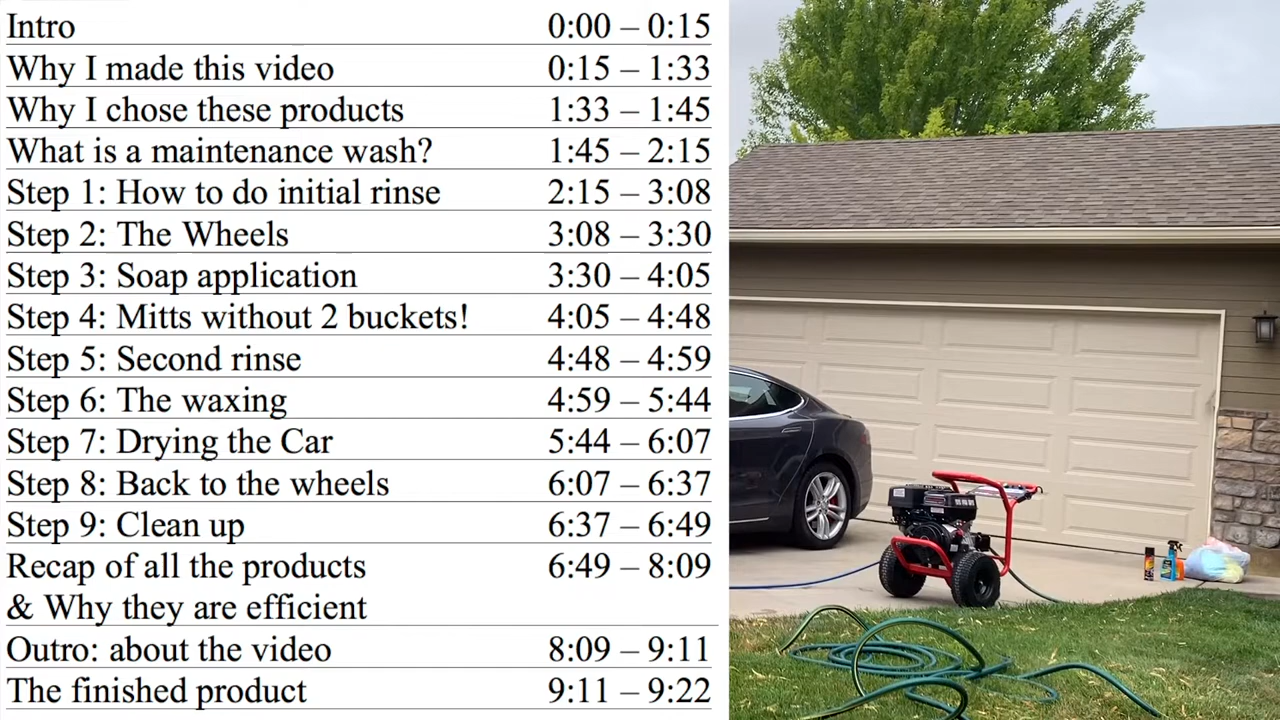 Intro 0:00 – 0:15
Why I made this video 0:15 – 1:33
Why I chose these products 1:33 – 1:45
What is a maintenance wash? 1:45 – 2:15
Step 1: How to do initial rinse 2:15 – 3:08
Step 2: The Wheels 3:08 – 3:30
Step 3: Soap application 3:30 – 4:05
Step 4: Mitts without 2 buckets! 4:05 – 4:48
Step 5: Second rinse 4:48 – 4:59
Step 6: The waxing 4:59 – 5:44
Step 7: Drying the Car 5:44 – 6:07
Step 8: Back to the wheels 6:07 – 6:37
Step 9: Clean up 6:37 – 6:49
Recap of all the products 6:49 – 8:09
& Why they are efficient
Outro: about the video 8:09 – 9:11
The finished product 9:11 – 9:22